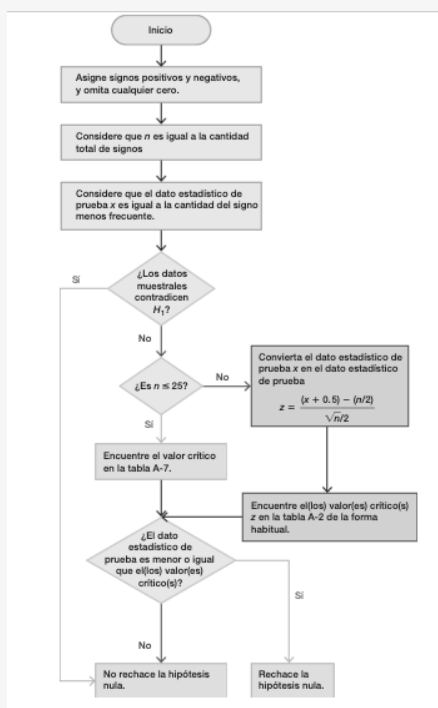 Inicio
Asigne signos positivos y negativos,
y omita cualquier cero.
Considere que n es igual a la cantidad
total de signos
Considere que el dato estadístico de
prueba x es igual a la cantidad del signo
menos frecuente.
Sí
¿Los datos
muestrales
contradicen
H₁?
No
¿Es n ≤ 25?
No
Convierta el dato estadístico de
prueba x en el dato estadístico
de prueba
z = (x + 0.5) − (n/2)
√n/2
Sí
Encuentre el valor crítico
en la tabla A-7.
Encuentre el(los) valor(es) crítico(s)
z en la tabla A-2 de la forma
habitual.
¿El dato
estadístico de
prueba es menor o igual
que el(los) valor(es)
crítico(s)?
Sí
No
No rechace la hipótesis
nula.
Rechace la
hipótesis nula.